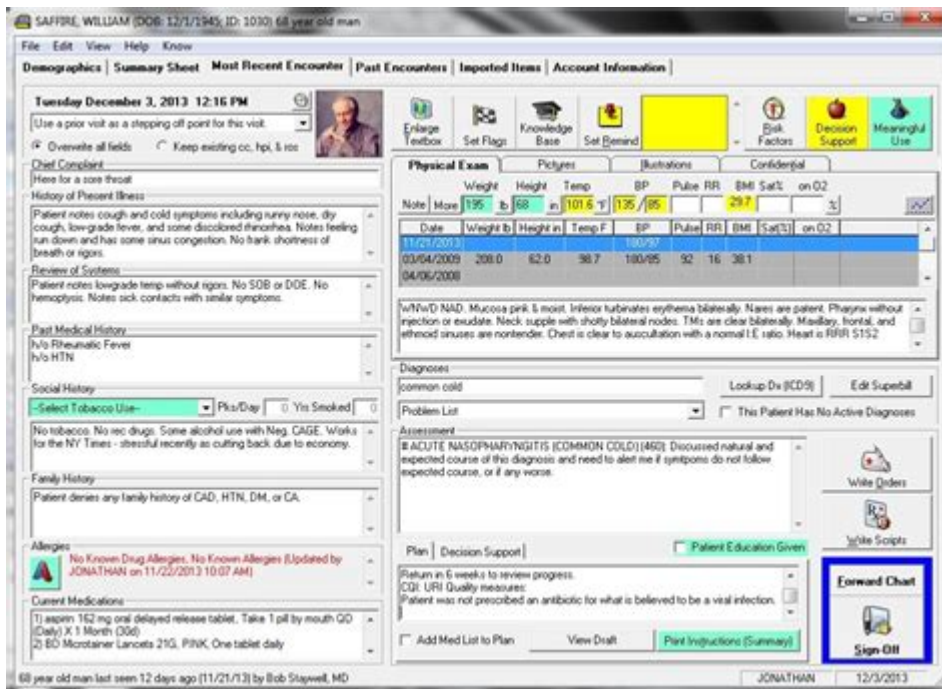 SAFFIRE, WILLIAM (DOB: 12/1/1945; ID: 1030) 68 year old man
File Edit View Help Know
Demographics Summary Sheet Most Recent Encounter Past Encounters Imported Items Account Information
Tuesday December 3, 2013 12:16 PM
Use a prior visit as a stepping off point for this visit.
Overwrite all fields Keep existing cc, hpi, & ros
Chief Complaint
Here for a sore throat
History of Present Illness
Patient notes cough and cold symptoms including runny nose, dry
cough, low-grade fever, and some discolored rhinorrhea. Notes feeling
run down and has some sinus congestion. No frank shortness of
breath or rigors.
Review of Systems
Patient notes lowgrade temp without rigors. No SOB or DOE. No
hemoptysis. Notes sick contacts with similar symptoms.
Past Medical History
h/o Rheumatic Fever
h/o HTN
Social History
--Select Tobacco Use-- Pks/Day 0 Yrs Smoked 0
No tobacco. No rec drugs. Some alcohol use with Neg. CAGE. Works
for the NY Times - stressful recently as cutting back due to economy.
Family History
Patient denies any family history of CAD, HTN, DM, or CA.
Allergies
No Known Drug Allergies, No Known Allergies (Updated by
JONATHAN on 11/22/2013 10:07 AM)
Current Medications
1) aspirin 162 mg oral delayed release tablet, Take 1 pill by mouth QD
(Daily) X 1 Month (30d)
2) BD Microtainer Lancets 21G, PINK, One tablet daily
Enlarge Textbox
Set Flags
Knowledge Base
Set Remind
Risk Factors
Decision Support
Meaningful Use
Physical Exam Pictures Illustrations Confidential
Weight Height Temp BP Pulse RR BMI Sat% on O2
Note More 195 lb 68 in 101.6 °F 135 / 85 29.7 %
Date Weight lb Height in Temp F BP Pulse RR BMI Sat(%) on O2
11/21/2013 180/97
03/04/2009 208.0 62.0 98.7 180/85 92 16 38.1
04/06/2008
WNWD NAD. Mucosa pink & moist. Inferior turbinates erythema bilaterally. Nares are patent. Pharynx without
injection or exudate. Neck supple with shotty bilateral nodes. TMs are clear bilaterally. Maxillary, frontal, and
ethmoid sinuses are nontender. Chest is clear to auscultation with a normal I:E ratio. Heart is RRR S1S2
Diagnoses
common cold
Lookup Dx (ICD9) Edit Superbill
Problem List
This Patient Has No Active Diagnoses
Assessment
# ACUTE NASOPHARYNGITIS (COMMON COLD) (460): Discussed natural and
expected course of this diagnosis and need to alert me if symtpoms do not follow
expected course, or if any worse.
Write Orders
Write Scripts
Plan Decision Support Patient Education Given
Return in 6 weeks to review progress.
CQI: URI Quality measures:
Patient was not prescribed an antibiotic for what is believed to be a viral infection.
Add Med List to Plan View Draft Print Instructions (Summary)
Forward Chart
Sign-Off
68 year old man last seen 12 days ago (11/21/13) by Bob Staywell, MD
JONATHAN 12/3/2013